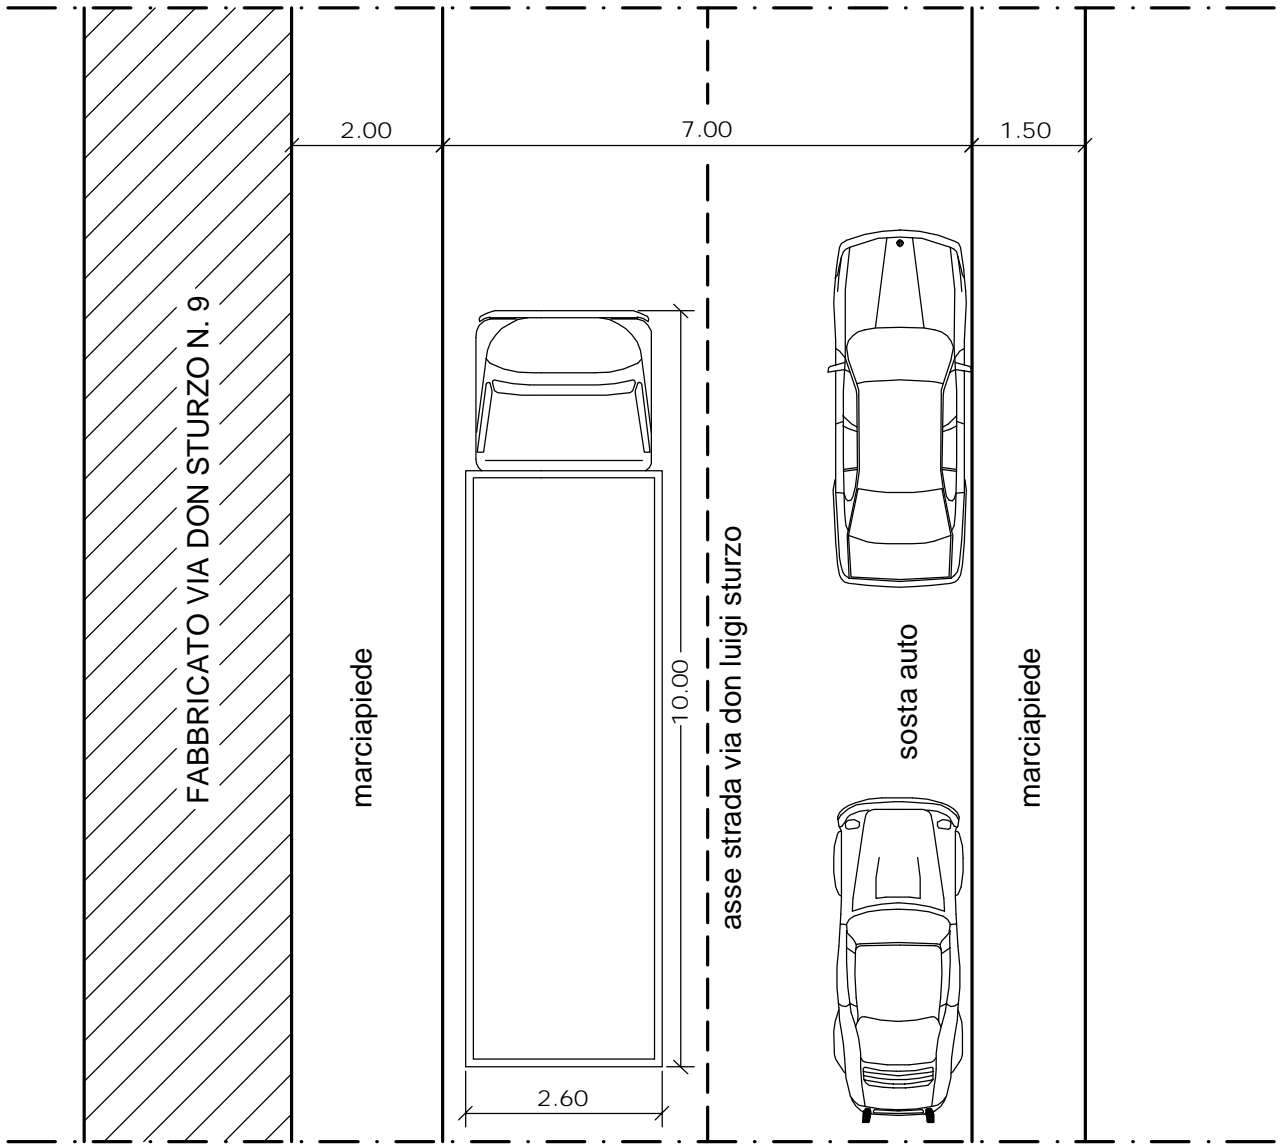 2.00
7.00
1.50
FABBRICATO VIA DON STURZO N. 9
marciapiede
10.00
asse strada via don luigi sturzo
sosta auto
marciapiede
2.60